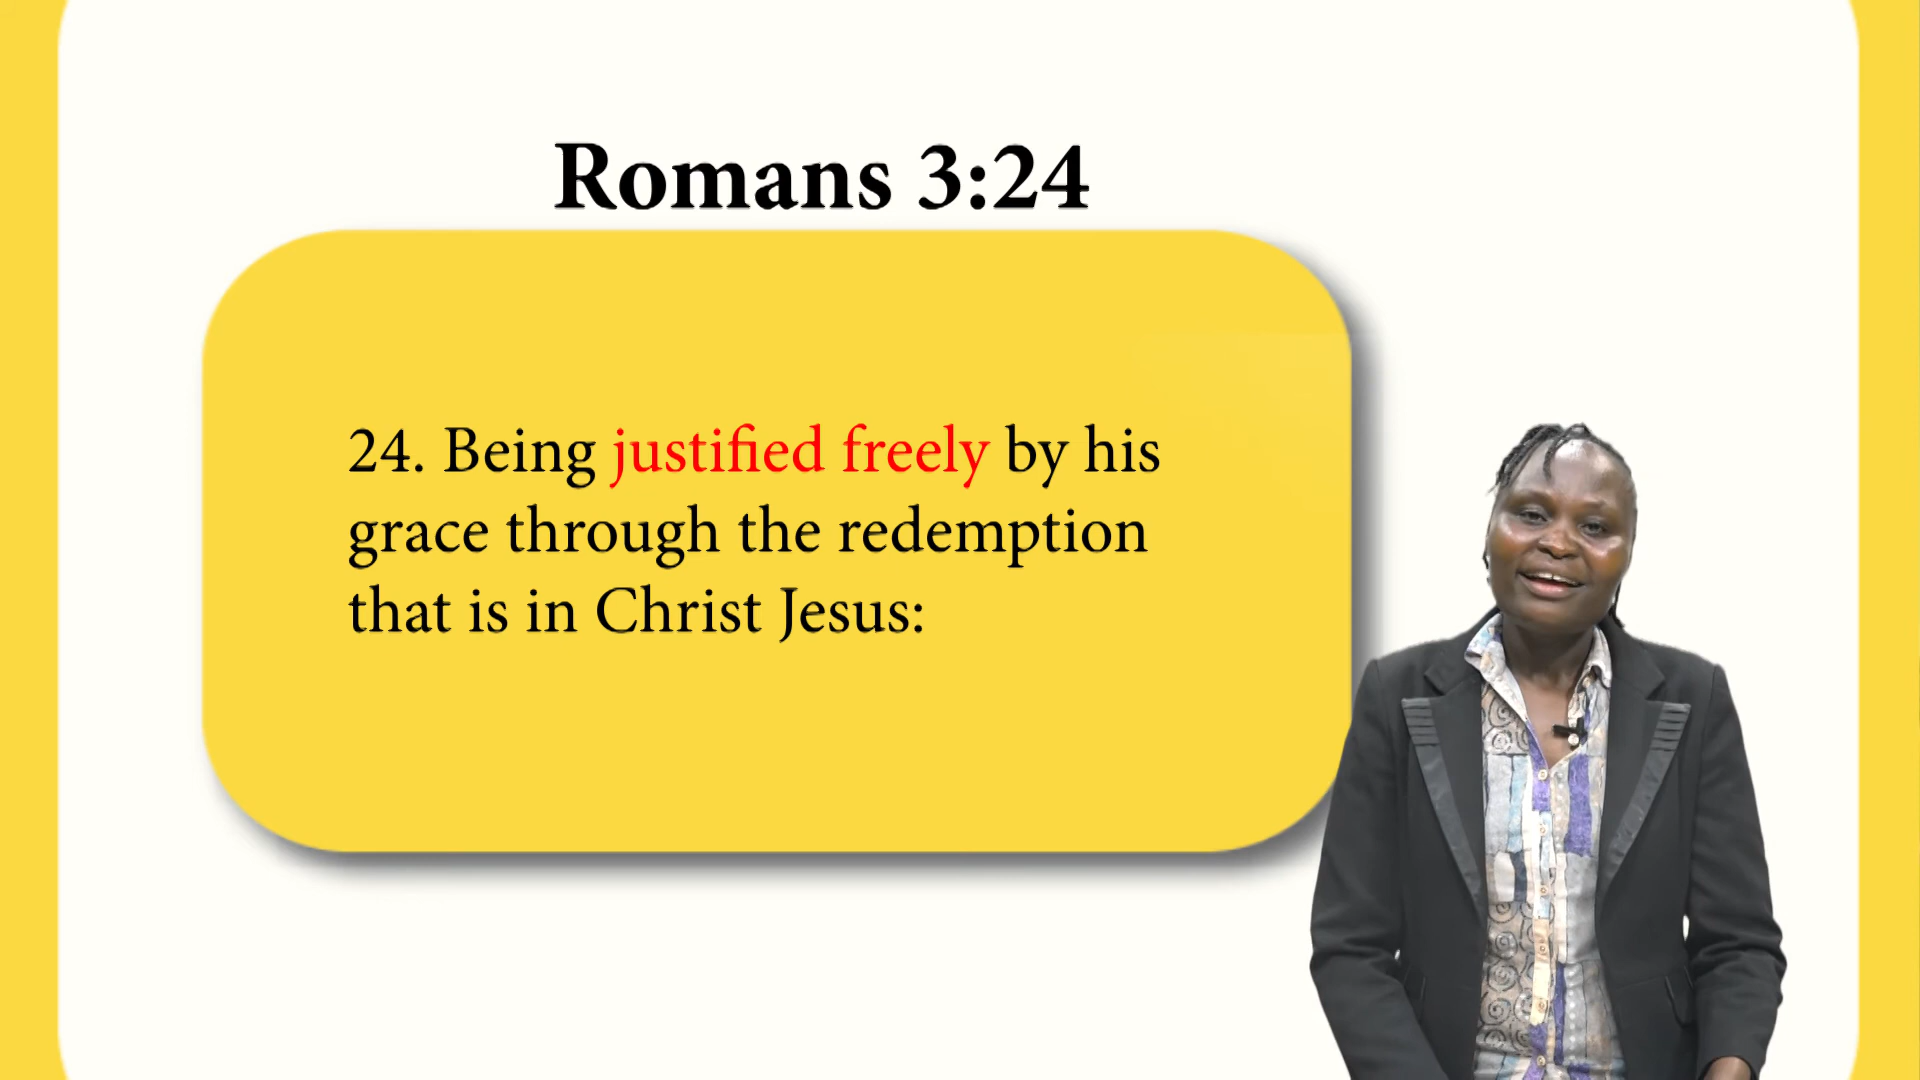 Romans 3:24
24. Being justified freely by his
grace through the redemption
that is in Christ Jesus: